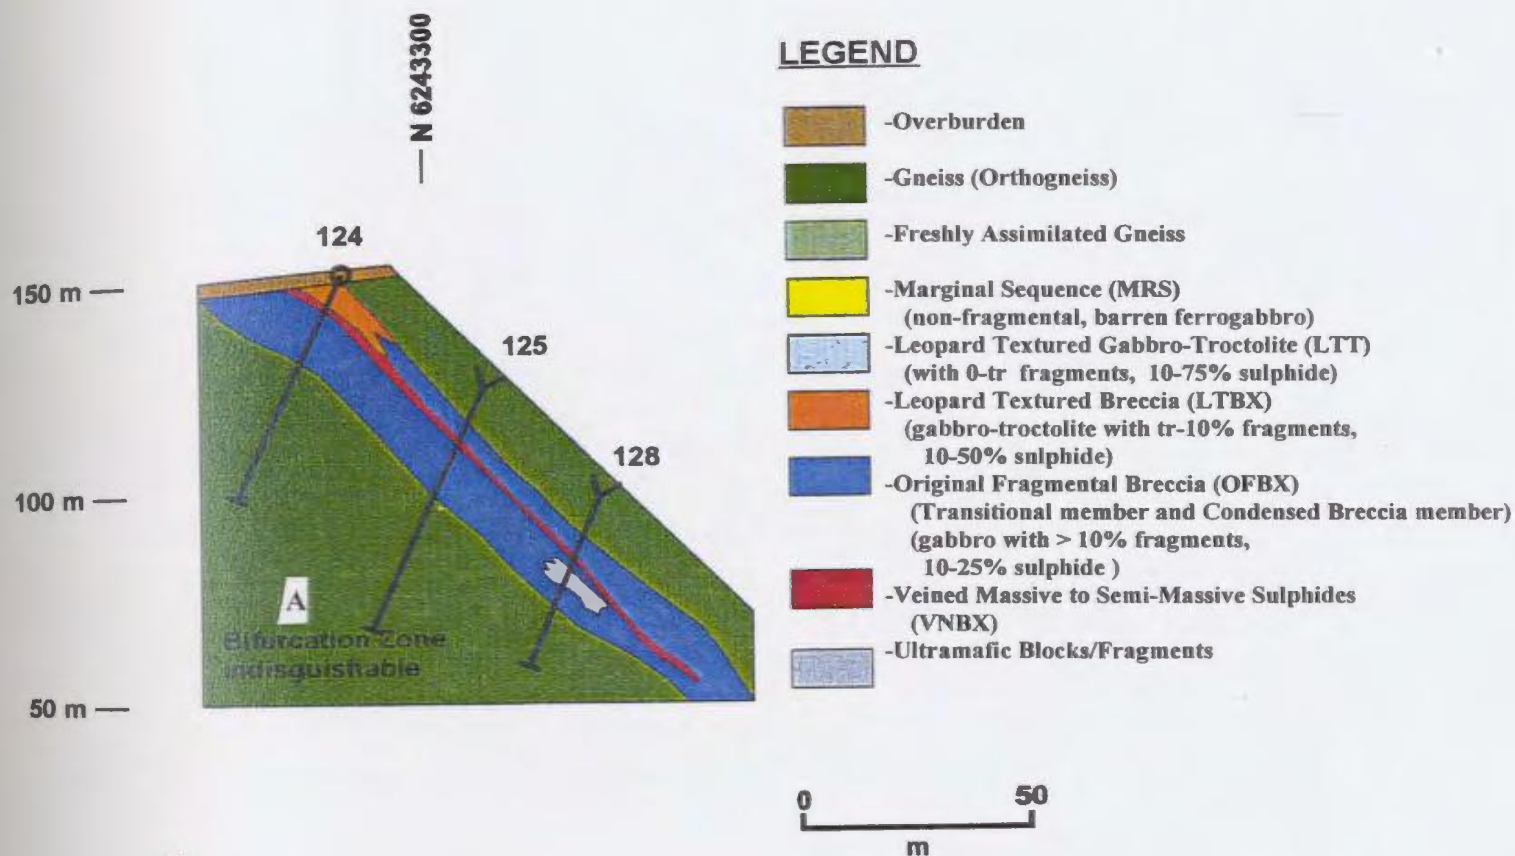 N 6243300
124
150 m
125
128
100 m
A
Bifurcation Zone
indisguishable
50 m
LEGEND
-Overburden
-Gneiss (Orthogneiss)
-Freshly Assimilated Gneiss
-Marginal Sequence (MRS)
(non-fragmental, barren ferrogabbro)
-Leopard Textured Gabbro-Troctolite (LTT)
(with 0-tr fragments, 10-75% sulphide)
-Leopard Textured Breccia (LTBX)
(gabbro-troctolite with tr-10% fragments,
10-50% sulphide)
-Original Fragmental Breccia (OFBX)
(Transitional member and Condensed Breccia member)
(gabbro with > 10% fragments,
10-25% sulphide )
-Veined Massive to Semi-Massive Sulphides
(VNBX)
-Ultramafic Blocks/Fragments
0 50
m